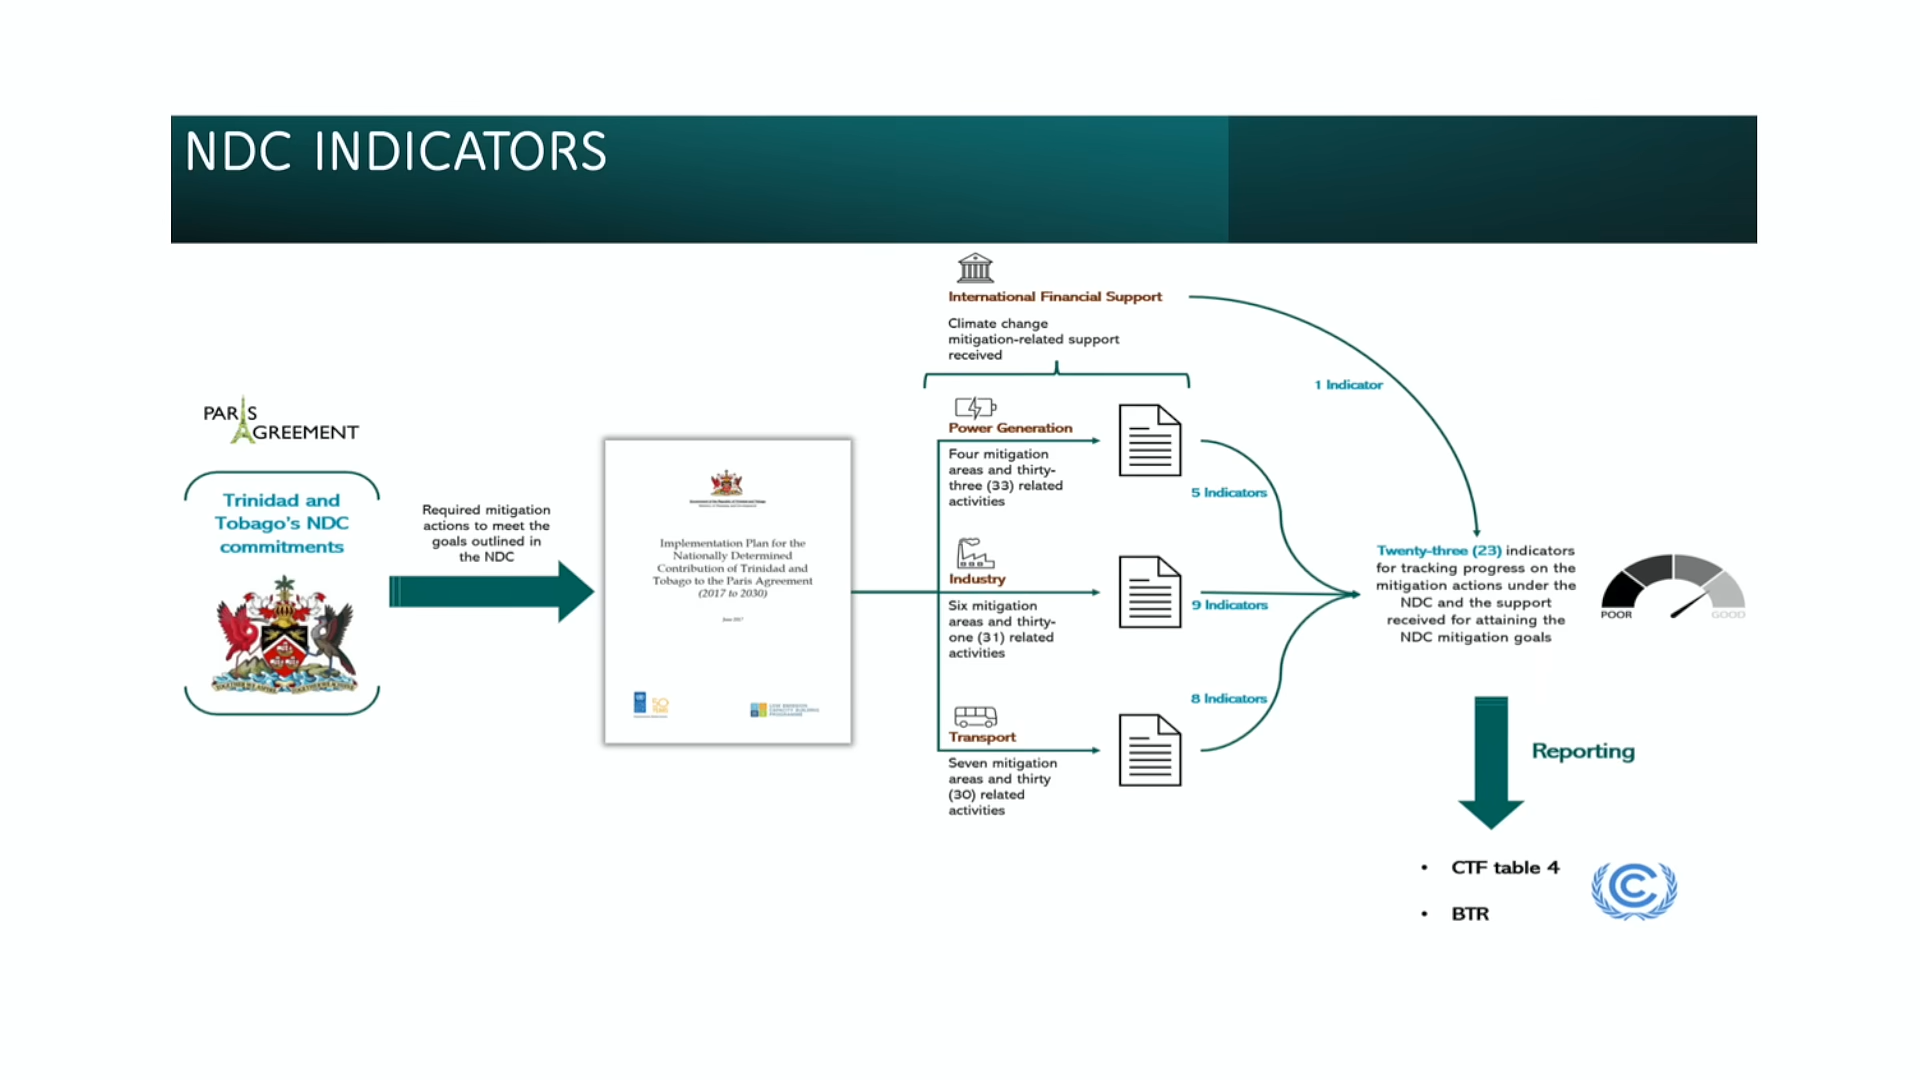 NDC INDICATORS
International Financial Support
Climate change
mitigation-related support
received
1 Indicator
PARIS
AGREEMENT
Trinidad and
Tobago's NDC
commitments
Required mitigation
actions to meet the
goals outlined in
the NDC
Implementation Plan for the
Nationally Determined
Contribution of Trinidad and
Tobago to the Paris Agreement
(2017 to 2030)
Power Generation
Four mitigation
areas and thirty-
three (33) related
activities
5 Indicators
Industry
Six mitigation
areas and thirty-
one (31) related
activities
9 Indicators
Transport
Seven mitigation
areas and thirty
(30) related
activities
8 Indicators
Twenty-three (23) indicators
for tracking progress on the
mitigation actions under the
NDC and the support
received for attaining the
NDC mitigation goals
POOR
GOOD
Reporting
• CTF table 4
• BTR